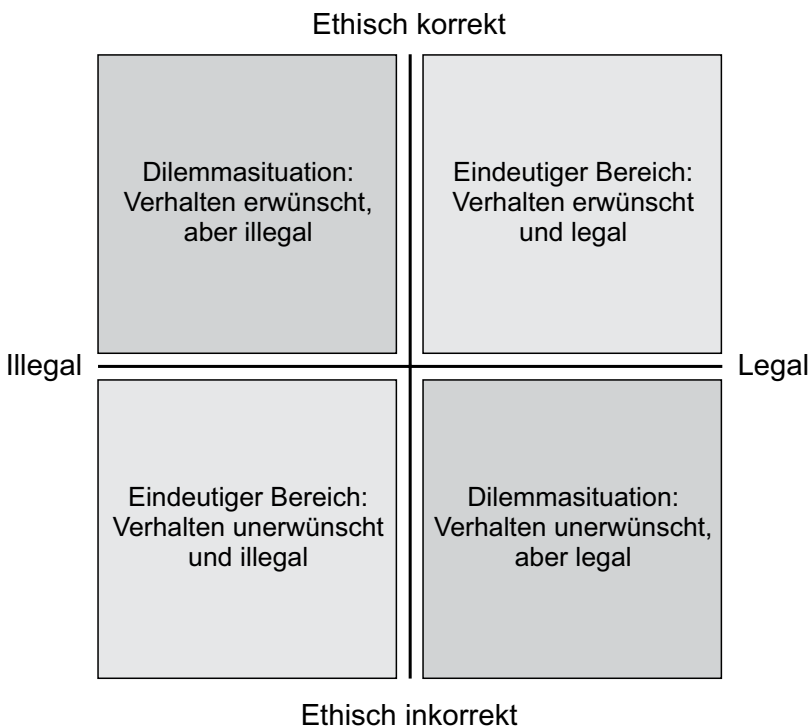 Ethisch korrekt
Dilemmasituation:
Verhalten erwünscht,
aber illegal
Eindeutiger Bereich:
Verhalten erwünscht
und legal
Illegal
Legal
Eindeutiger Bereich:
Verhalten unerwünscht
und illegal
Dilemmasituation:
Verhalten unerwünscht,
aber legal
Ethisch inkorrekt